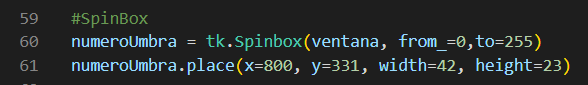 59 #SpinBox
60 numeroUmbra = tk.Spinbox(ventana, from_=0,to=255)
61 numeroUmbra.place(x=800, y=331, width=42, height=23)